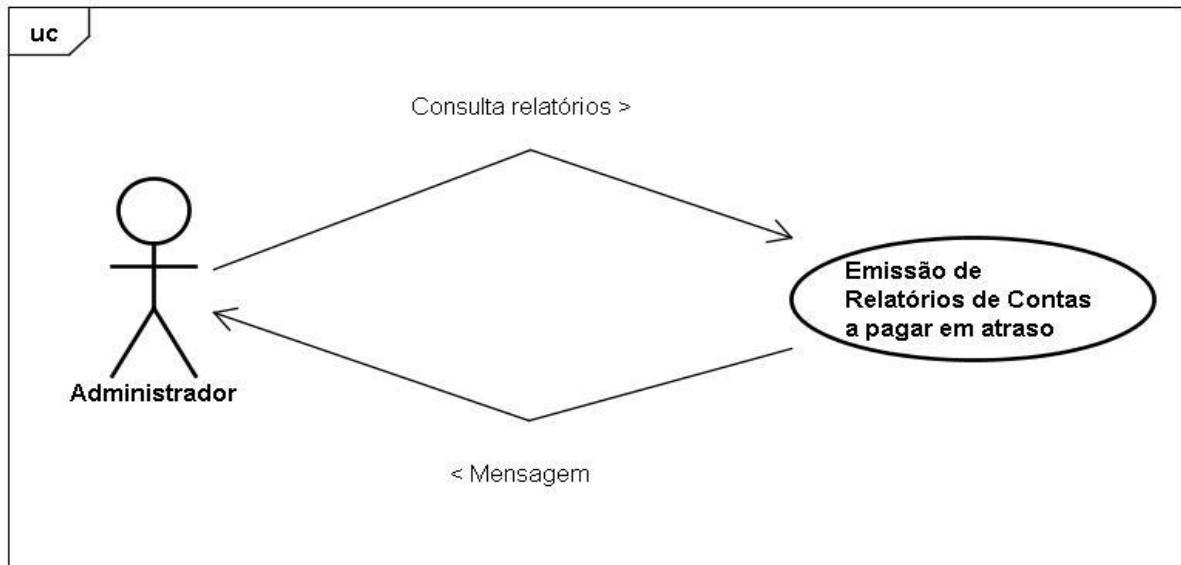 uc
Consulta relatórios >
Emissão de
Relatórios de Contas
a pagar em atraso
Administrador
< Mensagem